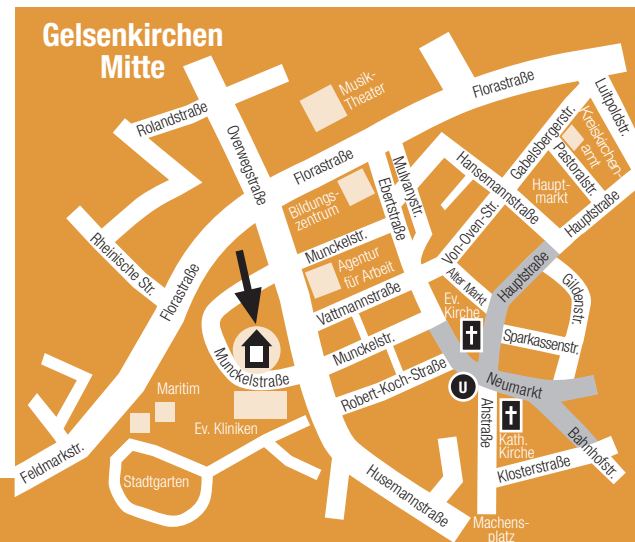 Gelsenkirchen
Mitte
Musik-
Theater
Florastraße
Rolandstraße
Overwegstraße
Luitpoldstr.
Kreiskirchen-
amt
Gabelsbergerstr.
Pastoralstr.
Florastraße
Mulvanystr.
Hansemannstraße
Haupt-
markt
Bildungs-
zentrum
Ebertstraße
Hauptstraße
Von-Oven-Str.
Munckelstr.
Rheinische Str.
Agentur
für Arbeit
Alter Markt
Hauptstraße
Gildenstr.
Florastraße
Vattmannstraße
Ev.
Kirche
Munckelstr.
Sparkassenstr.
Munckelstraße
Robert-Koch-Straße
U
Neumarkt
Maritim
Ev. Kliniken
Ahstraße
Kath.
Kirche
Bahnhofstr.
Feldmarkstr.
Stadtgarten
Klosterstraße
Husemannstraße
Machens-
platz